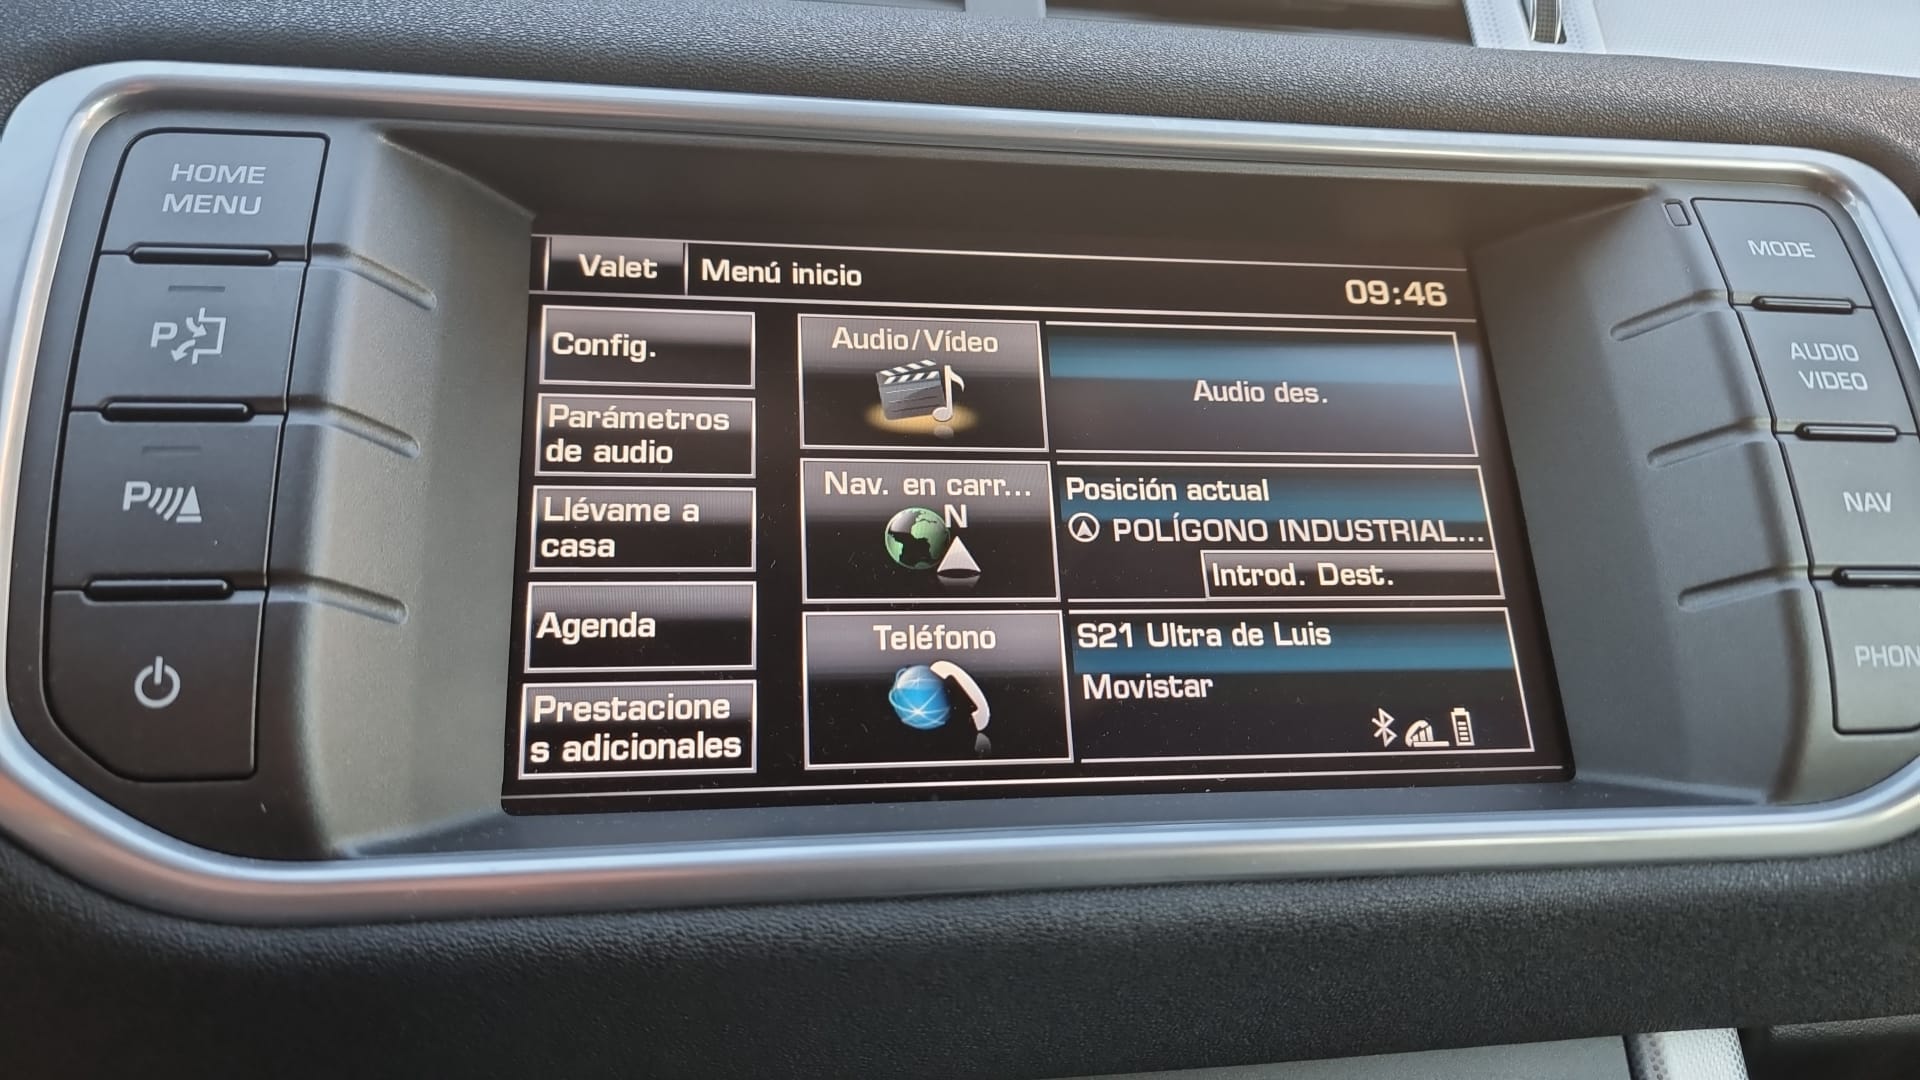 HOME
MENU
P
P
Valet
Menú inicio
09:46
Config.
Parámetros
de audio
Llévame a
casa
Agenda
Prestacione
s adicionales
Audio/Vídeo
Audio des.
Nav. en carr...
N
Posición actual
POLÍGONO INDUSTRIAL...
Introd. Dest.
Teléfono
S21 Ultra de Luis
Movistar
MODE
AUDIO
VIDEO
NAV
PHON